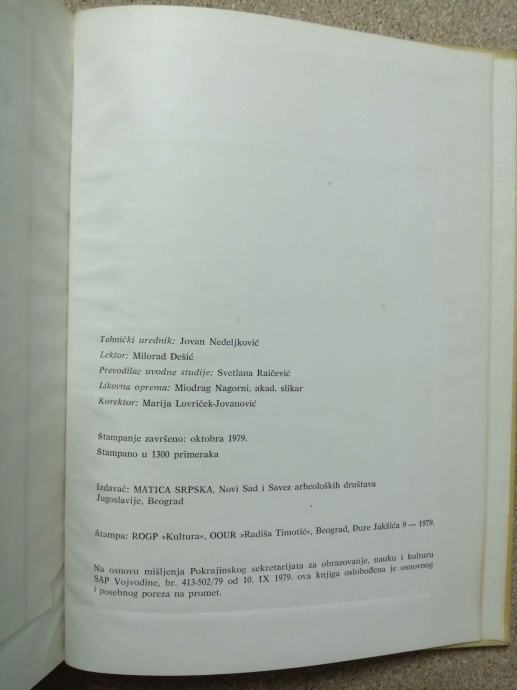 Tehnički urednik: Jovan Nedeljković
Lektor: Milorad Dešić
Prevodilac uvodne studije: Svetlana Raičević
Likovna oprema: Miodrag Nagorni, akad. slikar
Korektor: Marija Lovriček-Jovanović
Štampanje završeno: oktobra 1979.
Štampano u 1300 primeraka
Izdavač: MATICA SRPSKA, Novi Sad i Savez arheoloških društava
Jugoslavije, Beograd
Štampa: ROGP »Kultura«, OOUR »Radiša Timotić«, Beograd, Đure Jakšića 9 — 1979.
Na osnovu mišljenja Pokrajinskog sekretarijata za obrazovanje, nauku i kulturu
SAP Vojvodine, br. 413-502/79 od 10. IX 1979. ova knjiga oslobođena je osnovnog
i posebnog poreza na promet.